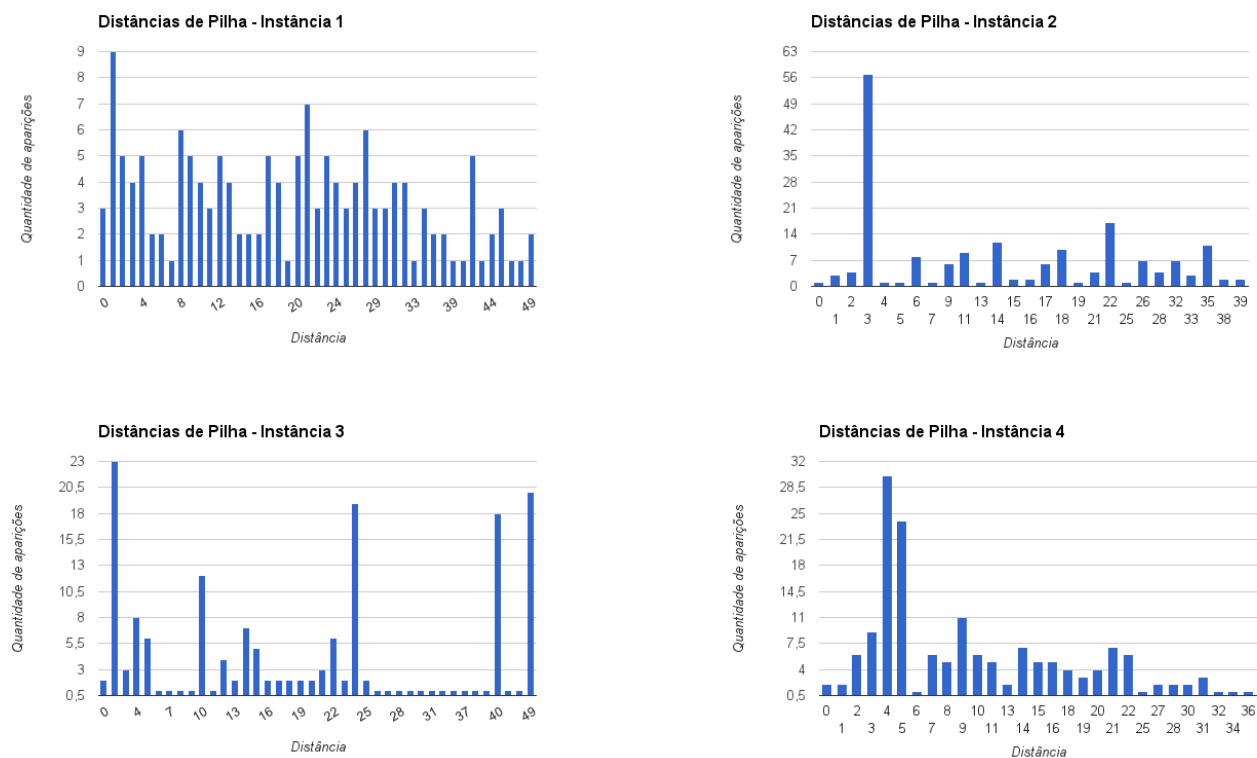 Distâncias de Pilha - Instância 1
Quantidade de aparições
9
8
7
6
5
4
3
2
1
0
0 4 8 12 16 20 24 29 33 39 44 49
Distância
Distâncias de Pilha - Instância 2
Quantidade de aparições
63
56
49
42
35
28
21
14
7
0
0 2 4 6 9 13 15 17 19 22 26 32 35 39
1 3 5 7 11 14 16 18 21 25 28 33 38
Distância
Distâncias de Pilha - Instância 3
Quantidade de aparições
23
20,5
18
15,5
13
10,5
8
5,5
3
0,5
0 4 7 10 13 16 19 22 25 28 31 37 40 49
Distância
Distâncias de Pilha - Instância 4
Quantidade de aparições
32
28,5
25
21,5
18
14,5
11
7,5
4
0,5
0 2 4 6 8 10 13 15 18 20 22 27 30 32 36
1 3 5 7 9 11 14 16 19 21 25 28 31 34
Distância